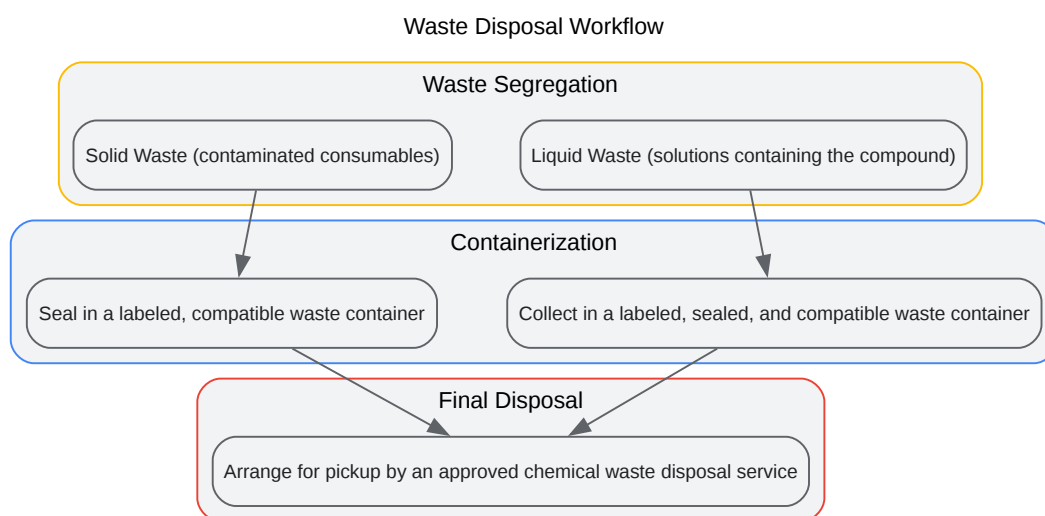 Waste Disposal Workflow
Waste Segregation
Solid Waste (contaminated consumables)
Liquid Waste (solutions containing the compound)
Containerization
Seal in a labeled, compatible waste container
Collect in a labeled, sealed, and compatible waste container
Final Disposal
Arrange for pickup by an approved chemical waste disposal service